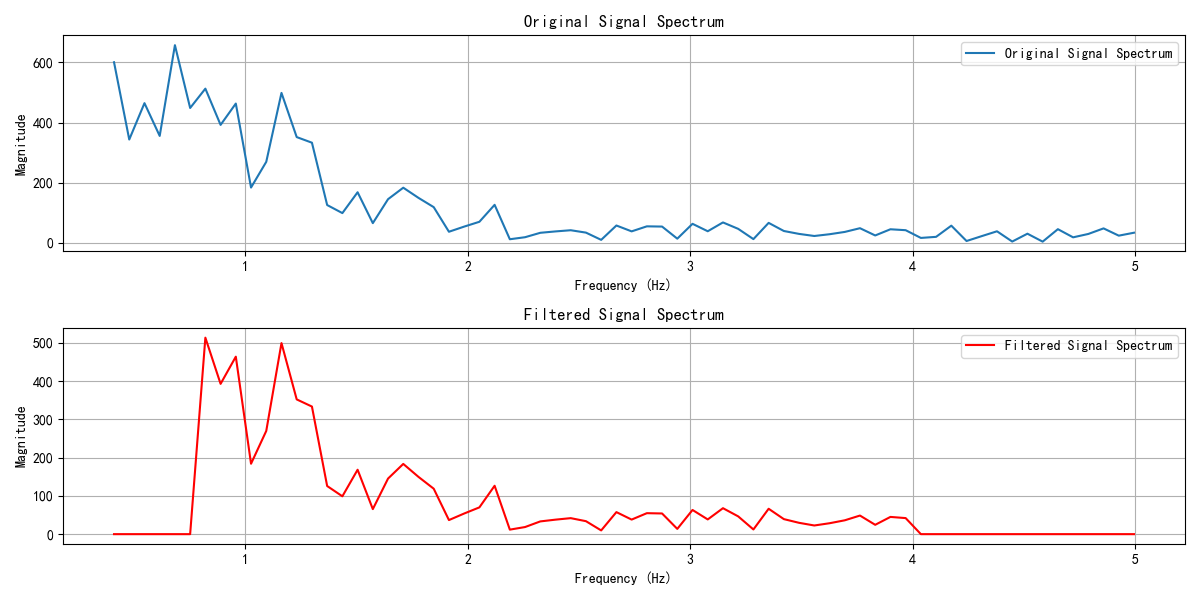 Original Signal Spectrum
Original Signal Spectrum
600
400
200
0
Magnitude
1 2 3 4 5
Frequency (Hz)
Filtered Signal Spectrum
Filtered Signal Spectrum
500
400
300
200
100
0
Magnitude
1 2 3 4 5
Frequency (Hz)